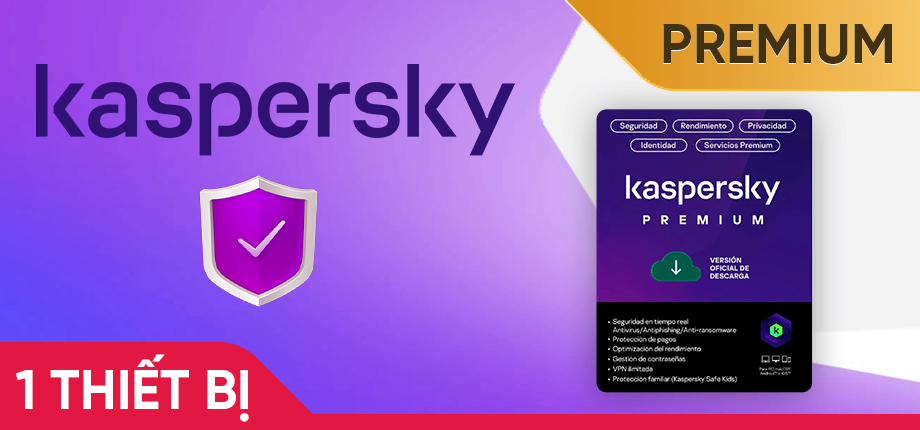 PREMIUM
kaspersky
Seguridad
Rendimiento
Privacidad
Identidad
Servicios Premium
kaspersky
PREMIUM
VERSIÓN
OFICIAL DE
DESCARGA
• Seguridad en tiempo real
Antivirus/Antiphishing/Anti-ransomware
• Protección de pagos
• Optimización del rendimiento
• Gestión de contraseñas
• VPN ilimitada
• Protección familiar (Kaspersky Safe Kids)
Para PC, macOS®,
Android™ e iOS™
1 THIẾT BỊ